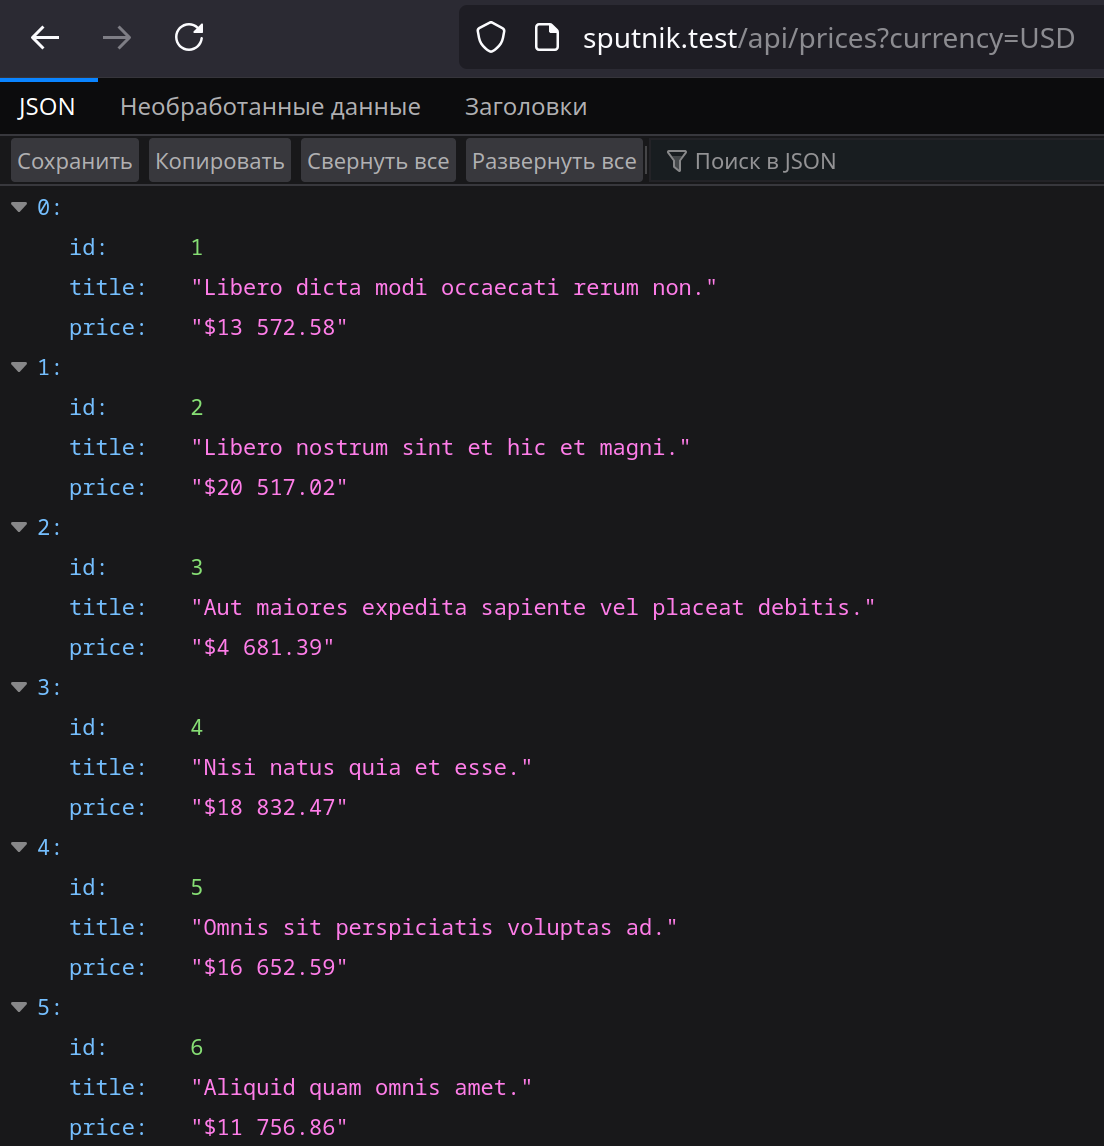 sputnik.test/api/prices?currency=USD
JSON Необработанные данные Заголовки
Сохранить Копировать Свернуть все Развернуть все Поиск в JSON
0:
id: 1
title: "Libero dicta modi occaecati rerum non."
price: "$13 572.58"
1:
id: 2
title: "Libero nostrum sint et hic et magni."
price: "$20 517.02"
2:
id: 3
title: "Aut maiores expedita sapiente vel placeat debitis."
price: "$4 681.39"
3:
id: 4
title: "Nisi natus quia et esse."
price: "$18 832.47"
4:
id: 5
title: "Omnis sit perspiciatis voluptas ad."
price: "$16 652.59"
5:
id: 6
title: "Aliquid quam omnis amet."
price: "$11 756.86"